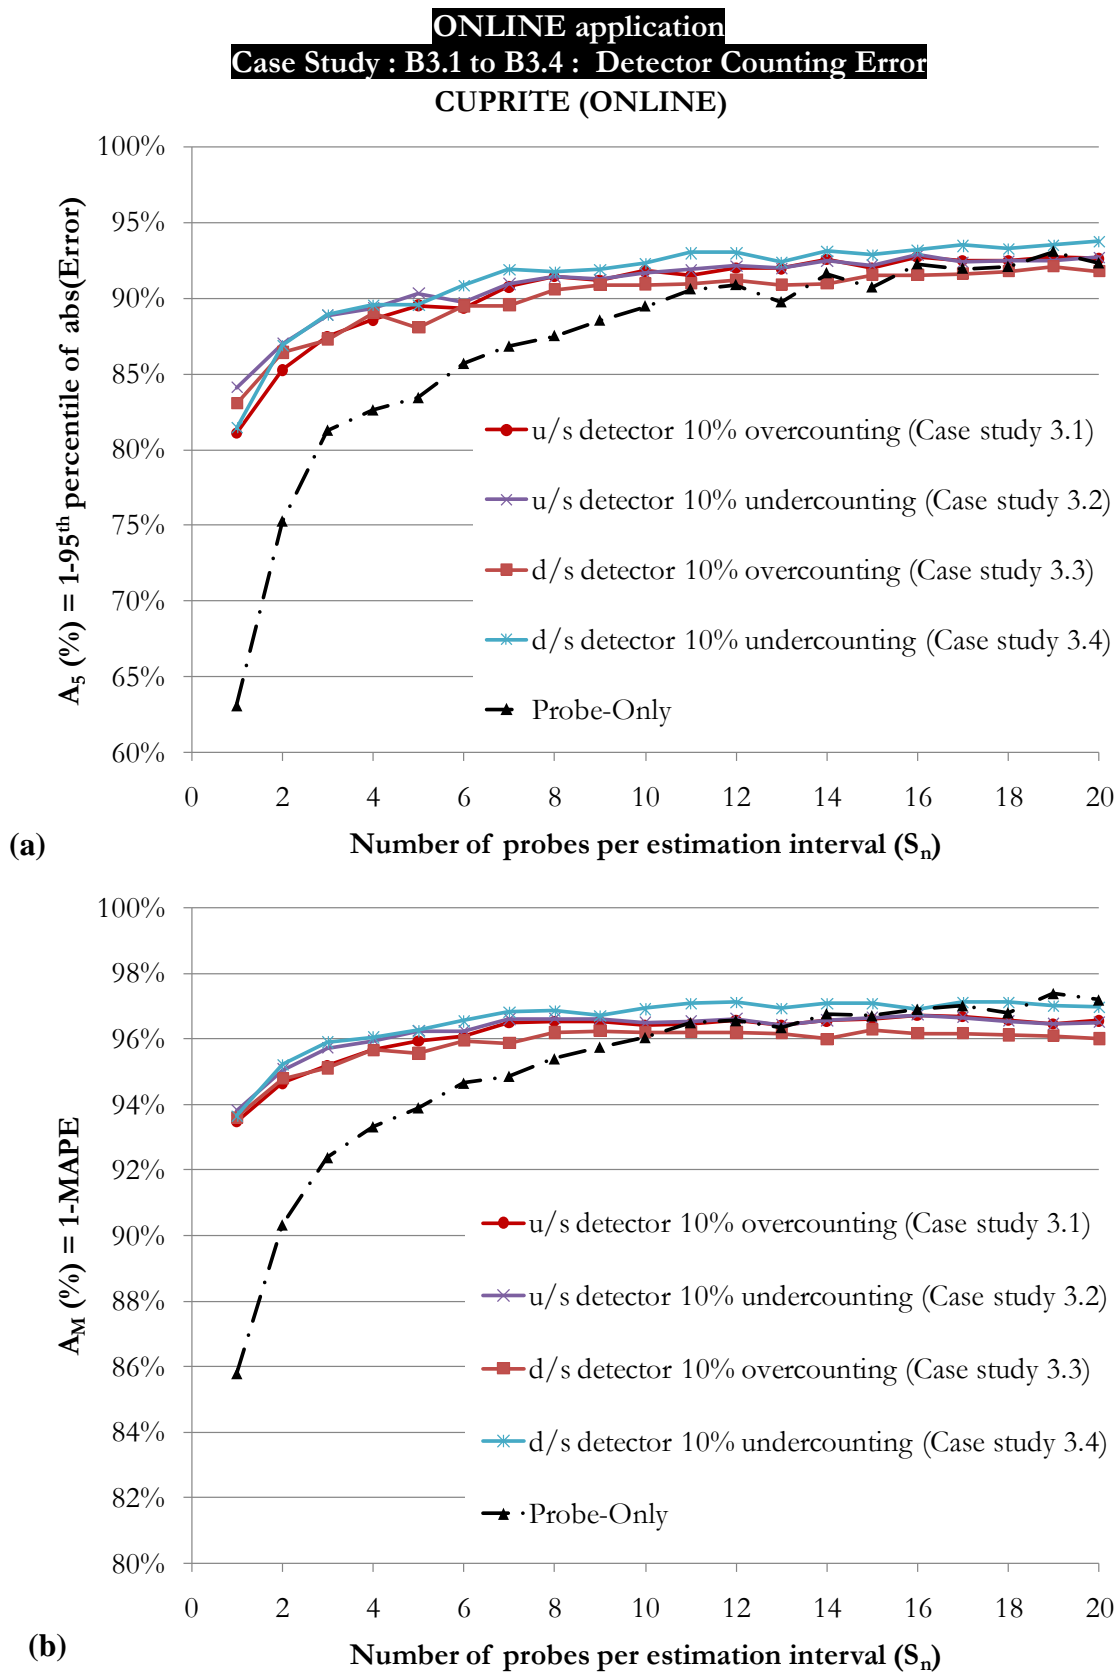 ONLINE application
Case Study : B3.1 to B3.4 : Detector Counting Error
CUPRITE (ONLINE)
100%
95%
90%
85%
80%
75%
70%
65%
60%
A5 (%) = 1-95th percentile of abs(Error)
u/s detector 10% overcounting (Case study 3.1)
u/s detector 10% undercounting (Case study 3.2)
d/s detector 10% overcounting (Case study 3.3)
d/s detector 10% undercounting (Case study 3.4)
Probe-Only
0 2 4 6 8 10 12 14 16 18 20
(a)
Number of probes per estimation interval (Sn)
100%
98%
96%
94%
92%
90%
88%
86%
84%
82%
80%
AM (%) = 1-MAPE
u/s detector 10% overcounting (Case study 3.1)
u/s detector 10% undercounting (Case study 3.2)
d/s detector 10% overcounting (Case study 3.3)
d/s detector 10% undercounting (Case study 3.4)
Probe-Only
0 2 4 6 8 10 12 14 16 18 20
(b)
Number of probes per estimation interval (Sn)